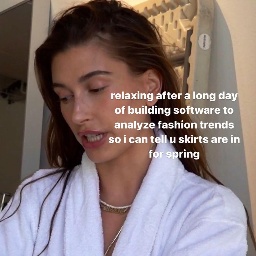 relaxing after a long day
of building software to
analyze fashion trends
so i can tell u skirts are in
for spring